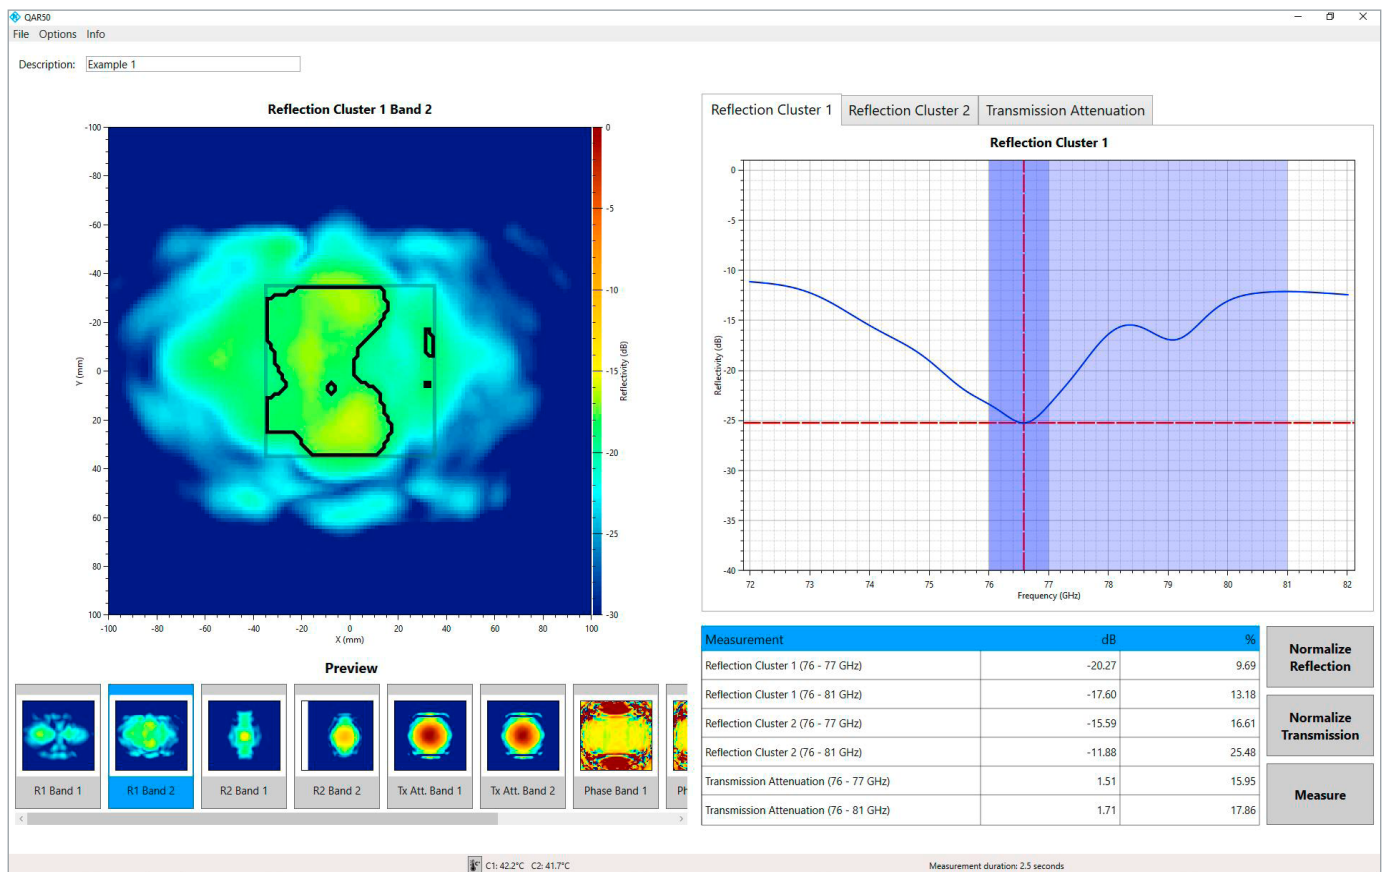 QAR50
File Options Info
Description: Example 1
Reflection Cluster 1 Band 2
-100
-80
-60
-40
-20
0
20
40
60
80
100
Y (mm)
-100 -80 -60 -40 -20 0 20 40 60 80 100
X (mm)
0
-5
-10
-15
-20
-25
-30
Reflectivity (dB)
Preview
R1 Band 1 R1 Band 2 R2 Band 1 R2 Band 2 Tx Att. Band 1 Tx Att. Band 2 Phase Band 1 Ph
Reflection Cluster 1 Reflection Cluster 2 Transmission Attenuation
Reflection Cluster 1
0
-5
-10
-15
-20
-25
-30
-35
-40
Reflectivity (dB)
72 73 74 75 76 77 78 79 80 81 82
Frequency (GHz)
Measurement dB %
Reflection Cluster 1 (76 - 77 GHz) -20.27 9.69
Reflection Cluster 1 (76 - 81 GHz) -17.60 13.18
Reflection Cluster 2 (76 - 77 GHz) -15.59 16.61
Reflection Cluster 2 (76 - 81 GHz) -11.88 25.48
Transmission Attenuation (76 - 77 GHz) 1.51 15.95
Transmission Attenuation (76 - 81 GHz) 1.71 17.86
Normalize
Reflection
Normalize
Transmission
Measure
C1: 42.2°C C2: 41.7°C
Measurement duration: 2.5 seconds